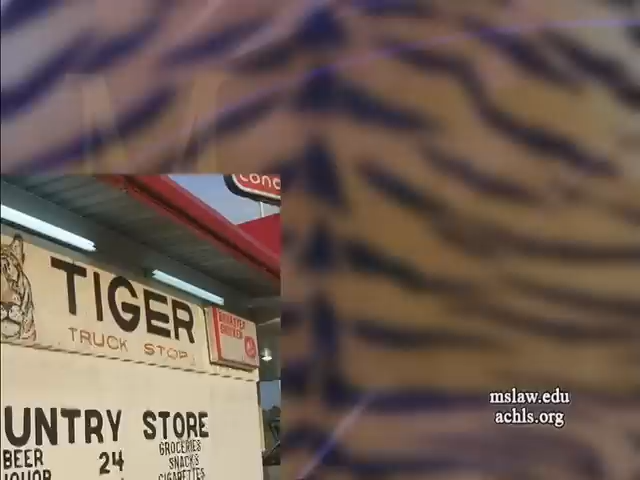 M
TIGER
TRUCK STOP
UNTRY STORE
BEER 24
GROCERIES
SNACKS
CIGARETTES
mslaw.edu
achls.org